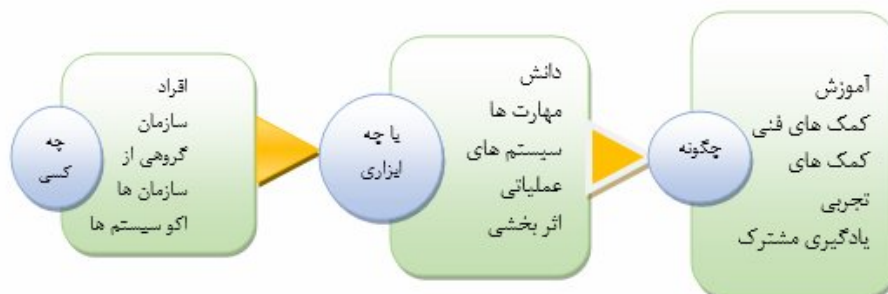 چه
کسی
افراد
سازمان
گروهی از
سازمان ها
اکو سیستم ها
یا چه
ابزاری
دانش
مهارت ها
سیستم های
عملیاتی
اثر بخشی
چگونه
آموزش
کمک های فنی
کمک های
تجربی
یادگیری مشترک